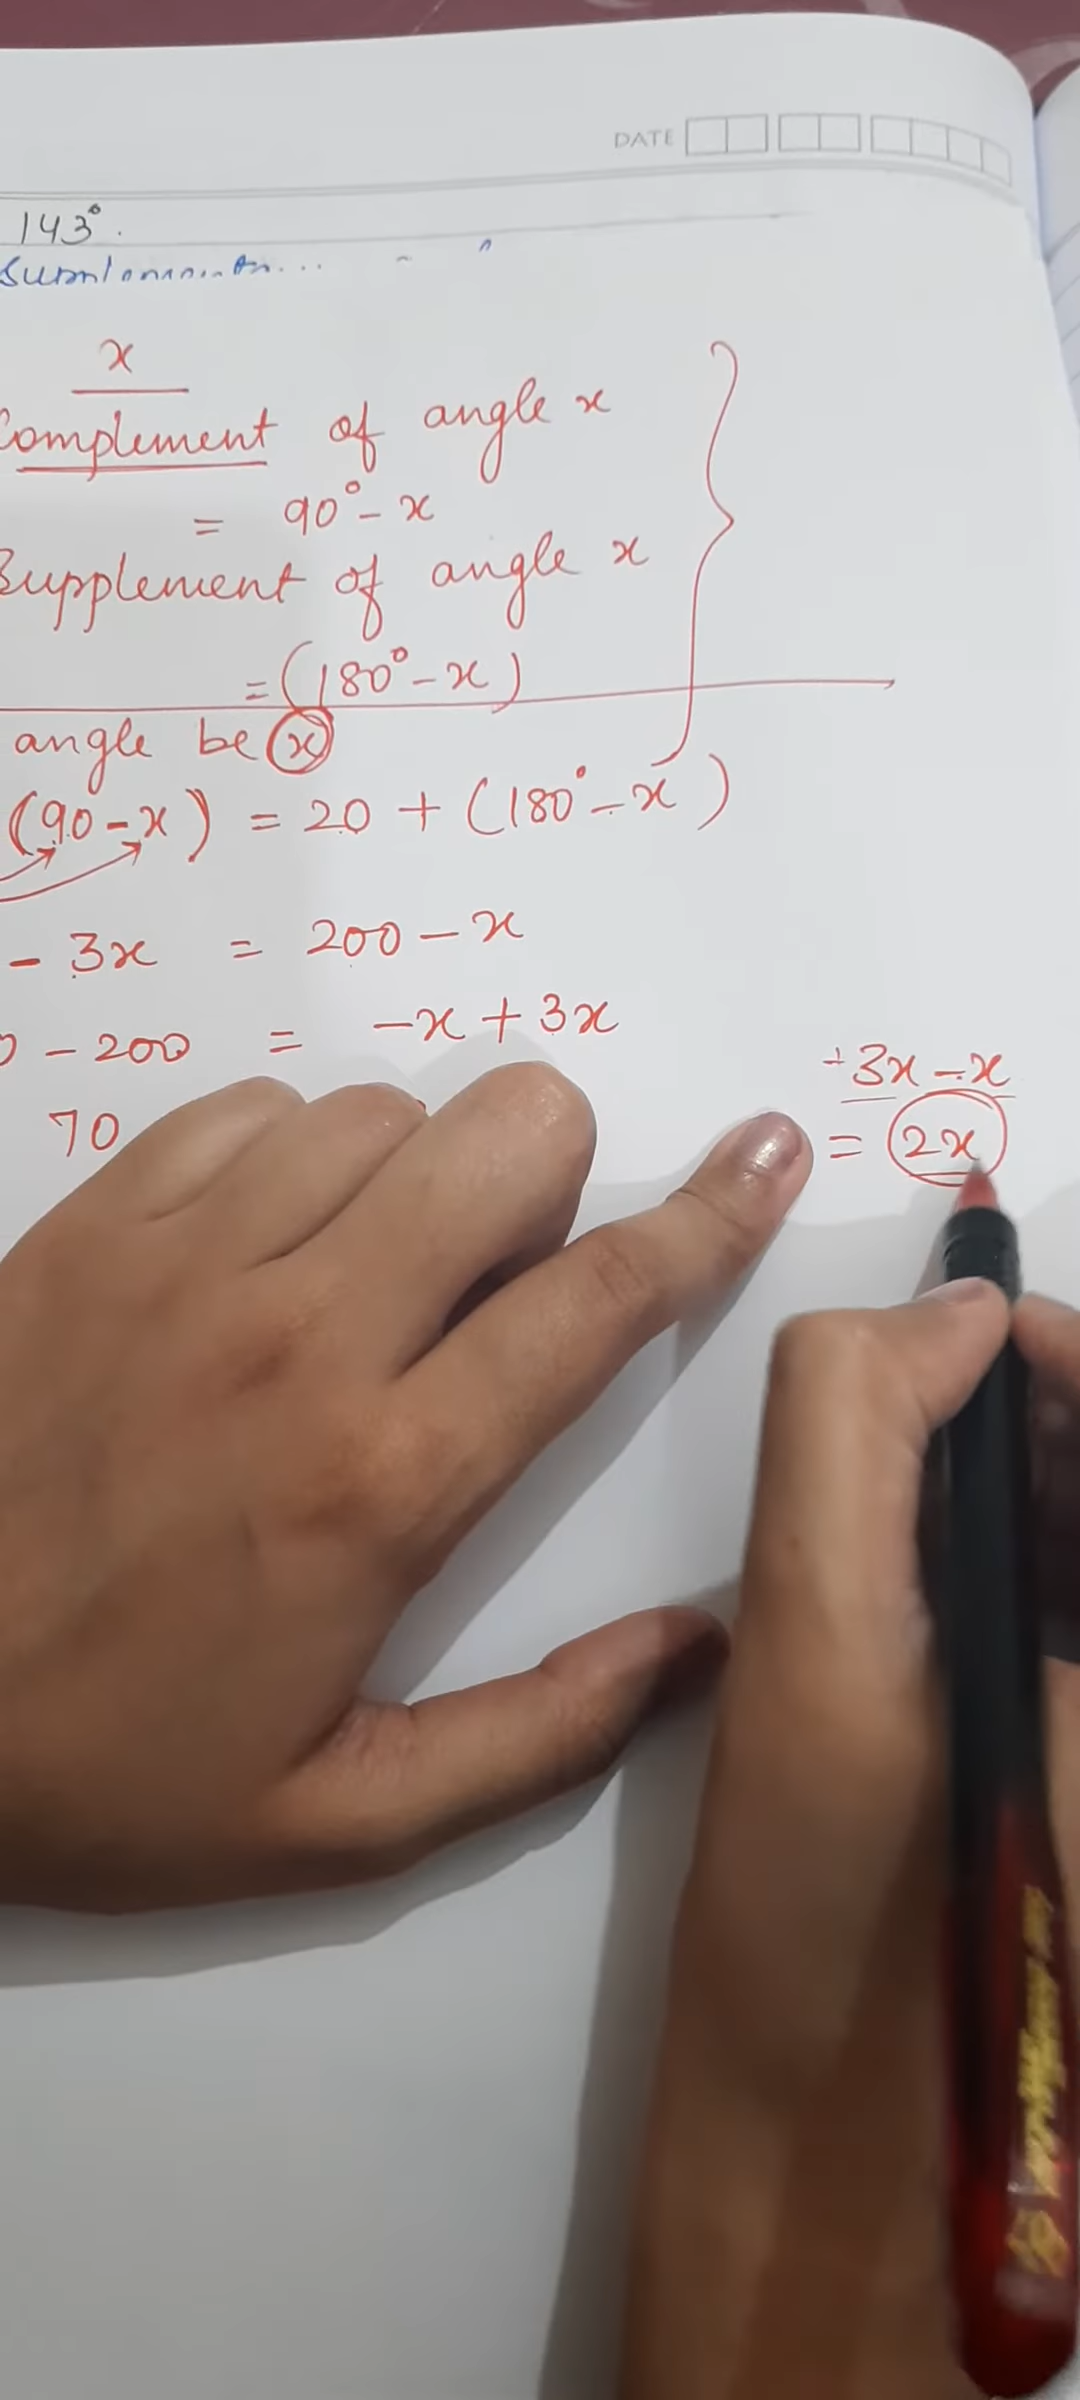 DATE
143°.
x
Complement of angle x
= 90° - x
Supplement of angle x
= (180° - x)
angle be x
(90 - x) = 20 + (180° - x)
- 3x = 200 - x
0 - 200 = -x + 3x
70
+3x - x
= 2x